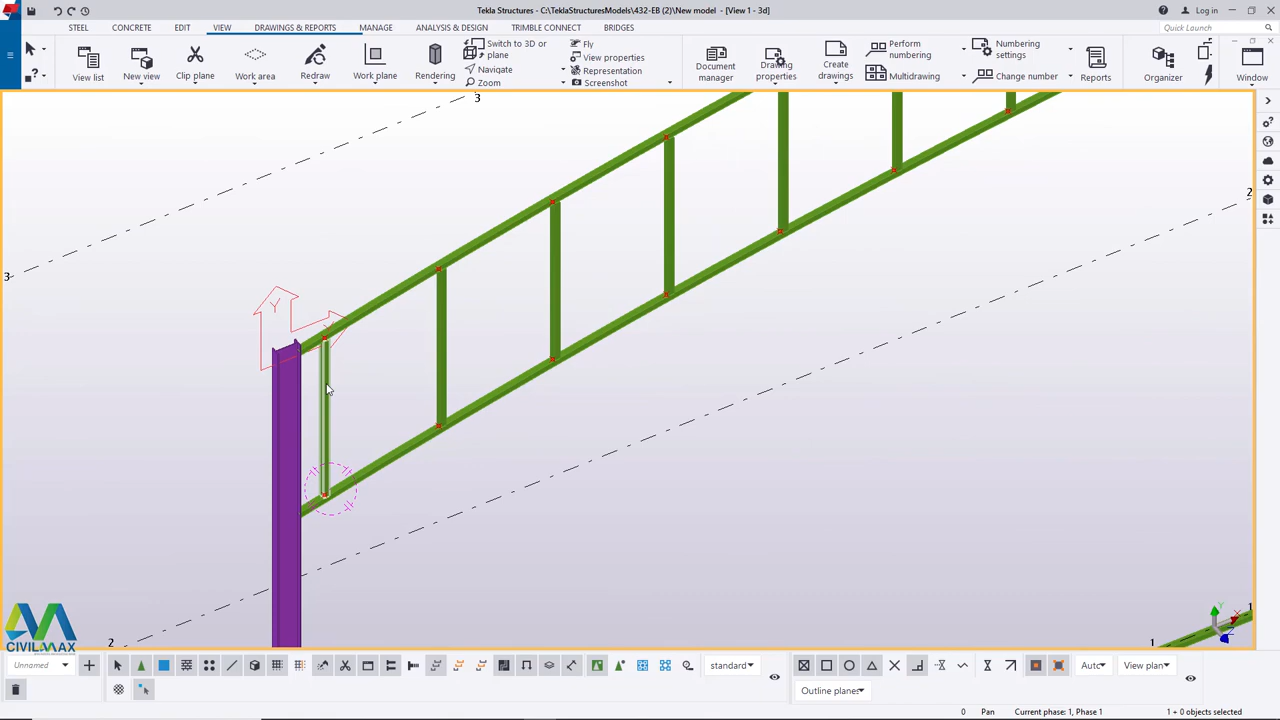 Tekla Structures - C:\TeklaStructuresModels\432-EB (2)\New model - [View 1 - 3d]
Log in
STEEL CONCRETE EDIT VIEW DRAWINGS & REPORTS MANAGE ANALYSIS & DESIGN TRIMBLE CONNECT BRIDGES
Quick Launch
View list
New view
Clip plane
Work area
Redraw
Work plane
Rendering
Switch to 3D or
plane
Navigate
Zoom
Fly
View properties
Representation
Screenshot
Document
manager
Drawing
properties
Create
drawings
Perform
numbering
Multidrawing
Numbering
settings
Change number
Reports
Window
3
3
2
2
1
1
Y
Y
CIVILMAX
Unnamed
standard
Auto
View plan
Outline planes
0 Pan Current phase: 1, Phase 1 1 + 0 objects selected